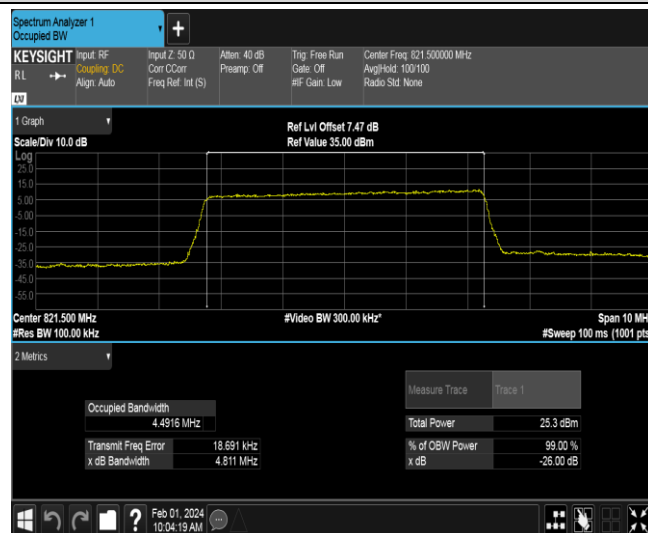 Spectrum Analyzer 1
Occupied BW
+
KEYSIGHT
RL
LXI
Input: RF
Coupling: DC
Align: Auto
Input Z: 50 Ω
Corr CCorr
Freq Ref: Int (S)
Atten: 40 dB
Preamp: Off
Trig: Free Run
Gate: Off
#IF Gain: Low
Center Freq: 821.500000 MHz
Avg|Hold: 100/100
Radio Std: None
1 Graph
Scale/Div 10.0 dB
Ref Lvl Offset 7.47 dB
Ref Value 35.00 dBm
Log
25.0
15.0
5.00
-5.00
-15.0
-25.0
-35.0
-45.0
-55.0
Center 821.500 MHz
#Res BW 100.00 kHz
#Video BW 300.00 kHz*
Span 10 MH
#Sweep 100 ms (1001 pts
2 Metrics
Measure Trace Trace 1
Occupied Bandwidth
4.4916 MHz
Total Power 25.3 dBm
Transmit Freq Error 18.691 kHz
% of OBW Power 99.00 %
x dB Bandwidth 4.811 MHz
x dB -26.00 dB
?
Feb 01, 2024
10:04:19 AM